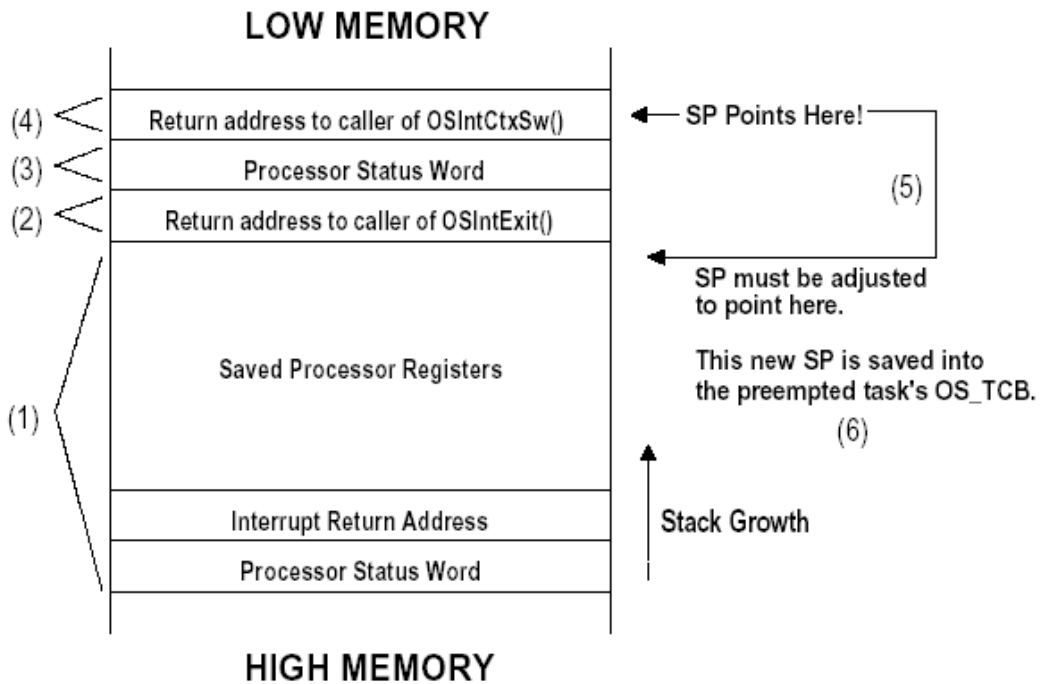 LOW MEMORY
(4)
Return address to caller of OSIntCtxSw()
SP Points Here!
(3)
Processor Status Word
(5)
(2)
Return address to caller of OSIntExit()
SP must be adjusted
to point here.
Saved Processor Registers
This new SP is saved into
the preempted task's OS_TCB.
(1)
(6)
Interrupt Return Address
Stack Growth
Processor Status Word
HIGH MEMORY